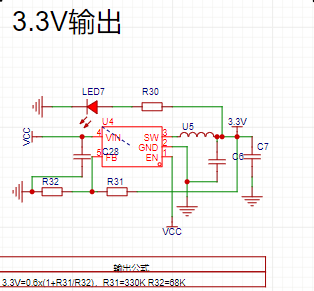 3.3V输出
LED7 R30
U4 U5 3.3V
VCC 4 VIN SW 3
GND 2
C28 5 FB EN 1 C6 C7
R32 R31
VCC
输出公式
3.3V=0.6x(1+R31/R32)，R31=330K R32=68K